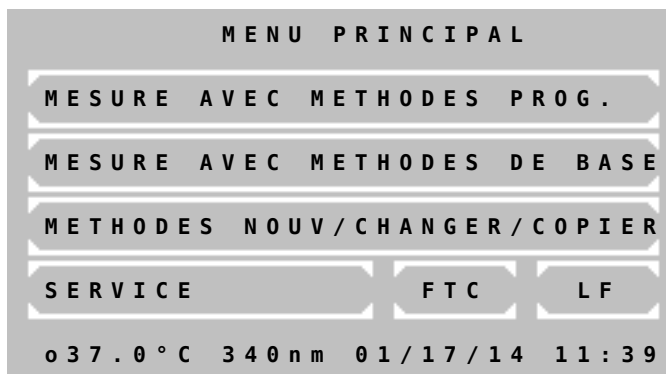 MENU PRINCIPAL
MESURE AVEC METHODES PROG.
MESURE AVEC METHODES DE BASE
METHODES NOUV/CHANGER/COPIER
SERVICE FTC LF
o37.0°C 340nm 01/17/14 11:39